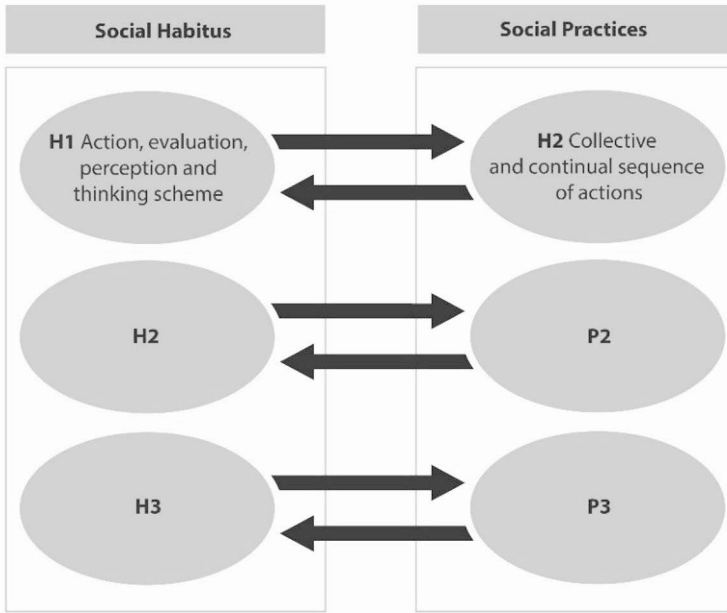 Social Habitus
Social Practices
H1 Action, evaluation,
perception and
thinking scheme
H2 Collective
and continual sequence
of actions
H2
P2
H3
P3